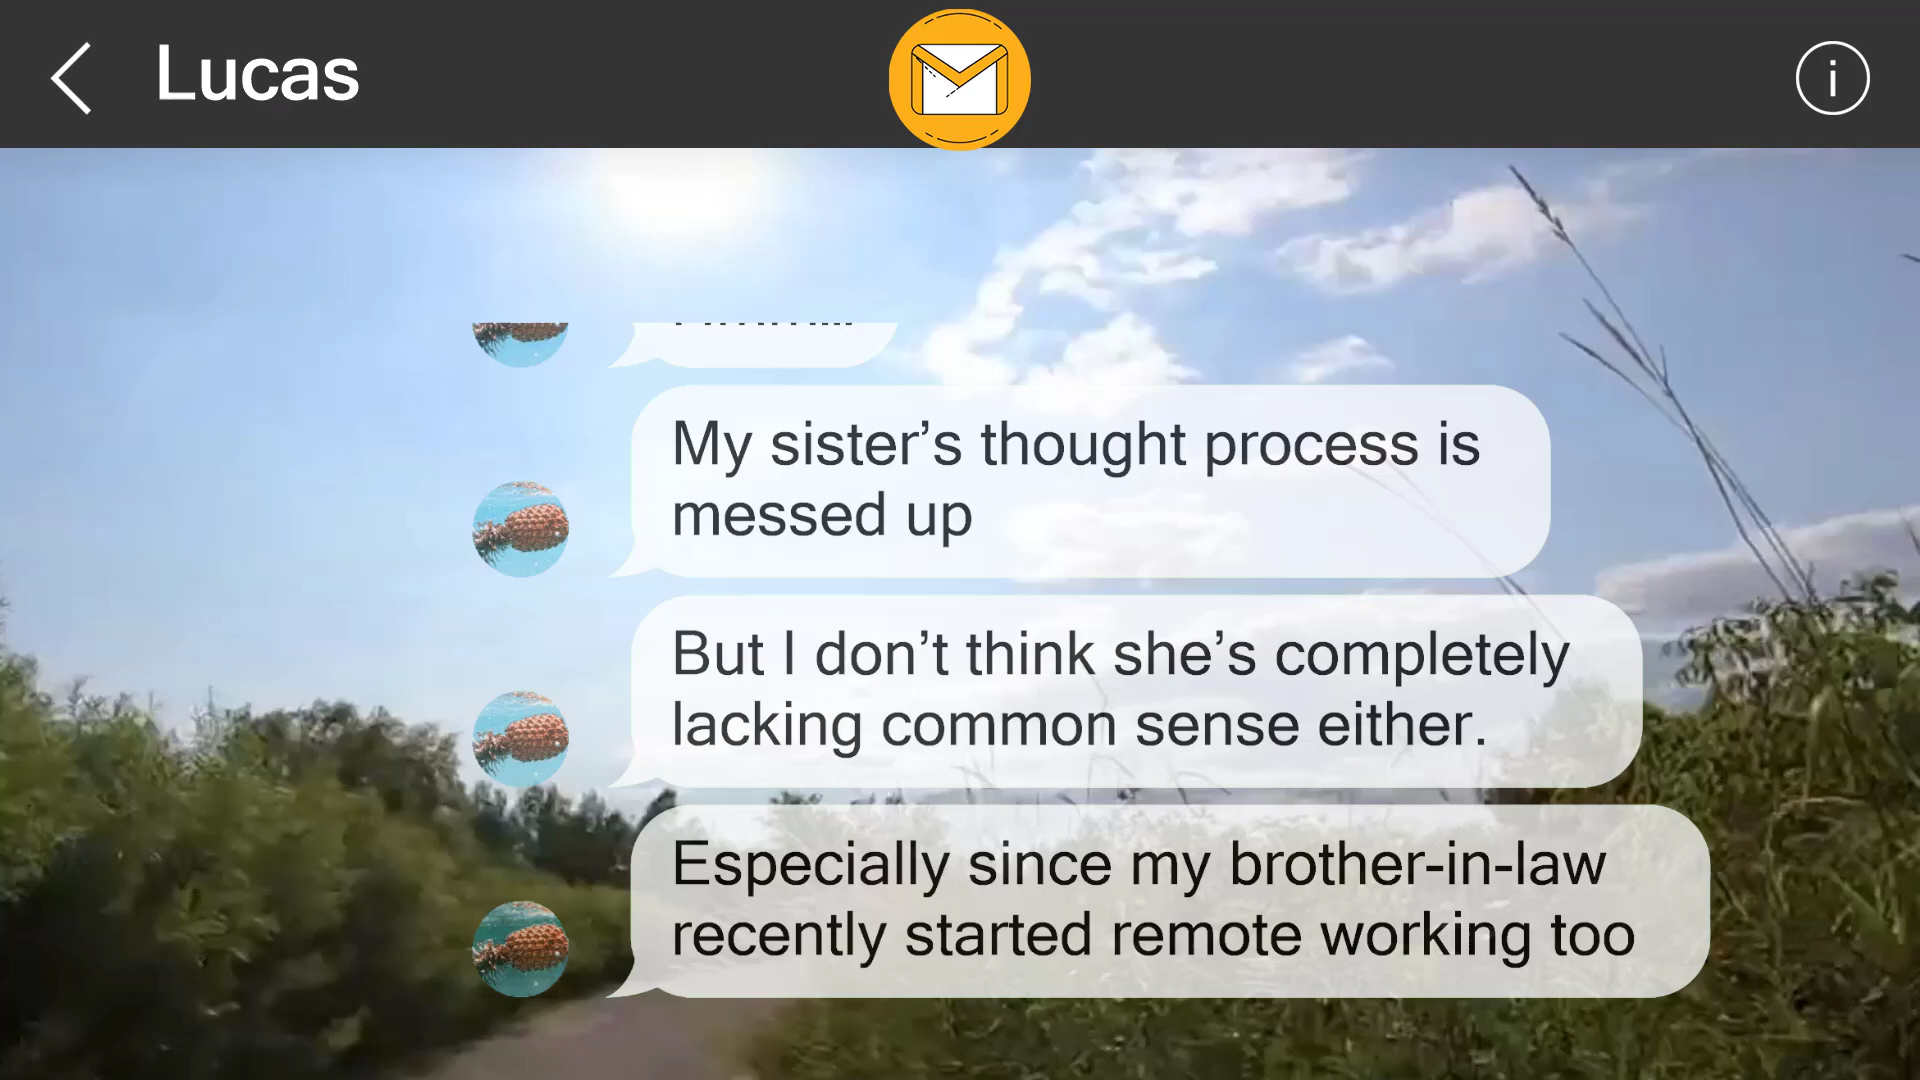 Lucas
i
My sister’s thought process is
messed up
But I don’t think she’s completely
lacking common sense either.
Especially since my brother-in-law
recently started remote working too